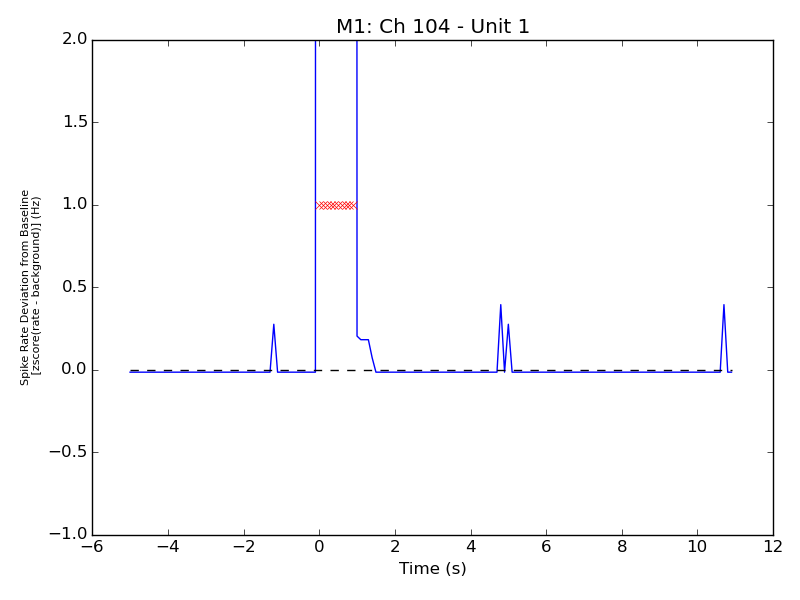 M1: Ch 104 - Unit 1
2.0
1.5
1.0
0.5
0.0
−0.5
−1.0
Spike Rate Deviation from Baseline
[zscore(rate - background)] (Hz)
−6 −4 −2 0 2 4 6 8 10 12
Time (s)